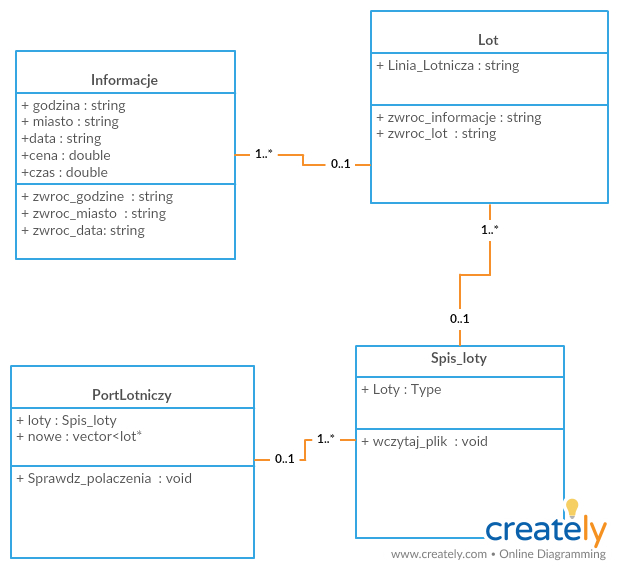 Informacje
+ godzina : string
+ miasto : string
+data : string
+cena : double
+czas : double
+ zwroc_godzine : string
+ zwroc_miasto : string
+ zwroc_data: string
1..*
0..1
Lot
+ Linia_Lotnicza : string
+ zwroc_informacje : string
+ zwroc_lot : string
1..*
0..1
Spis_loty
+ Loty : Type
+ wczytaj_plik : void
PortLotniczy
+ loty : Spis_loty
+ nowe : vector<lot*
+ Sprawdz_polaczenia : void
0..1
1..*
creately
www.creately.com • Online Diagramming